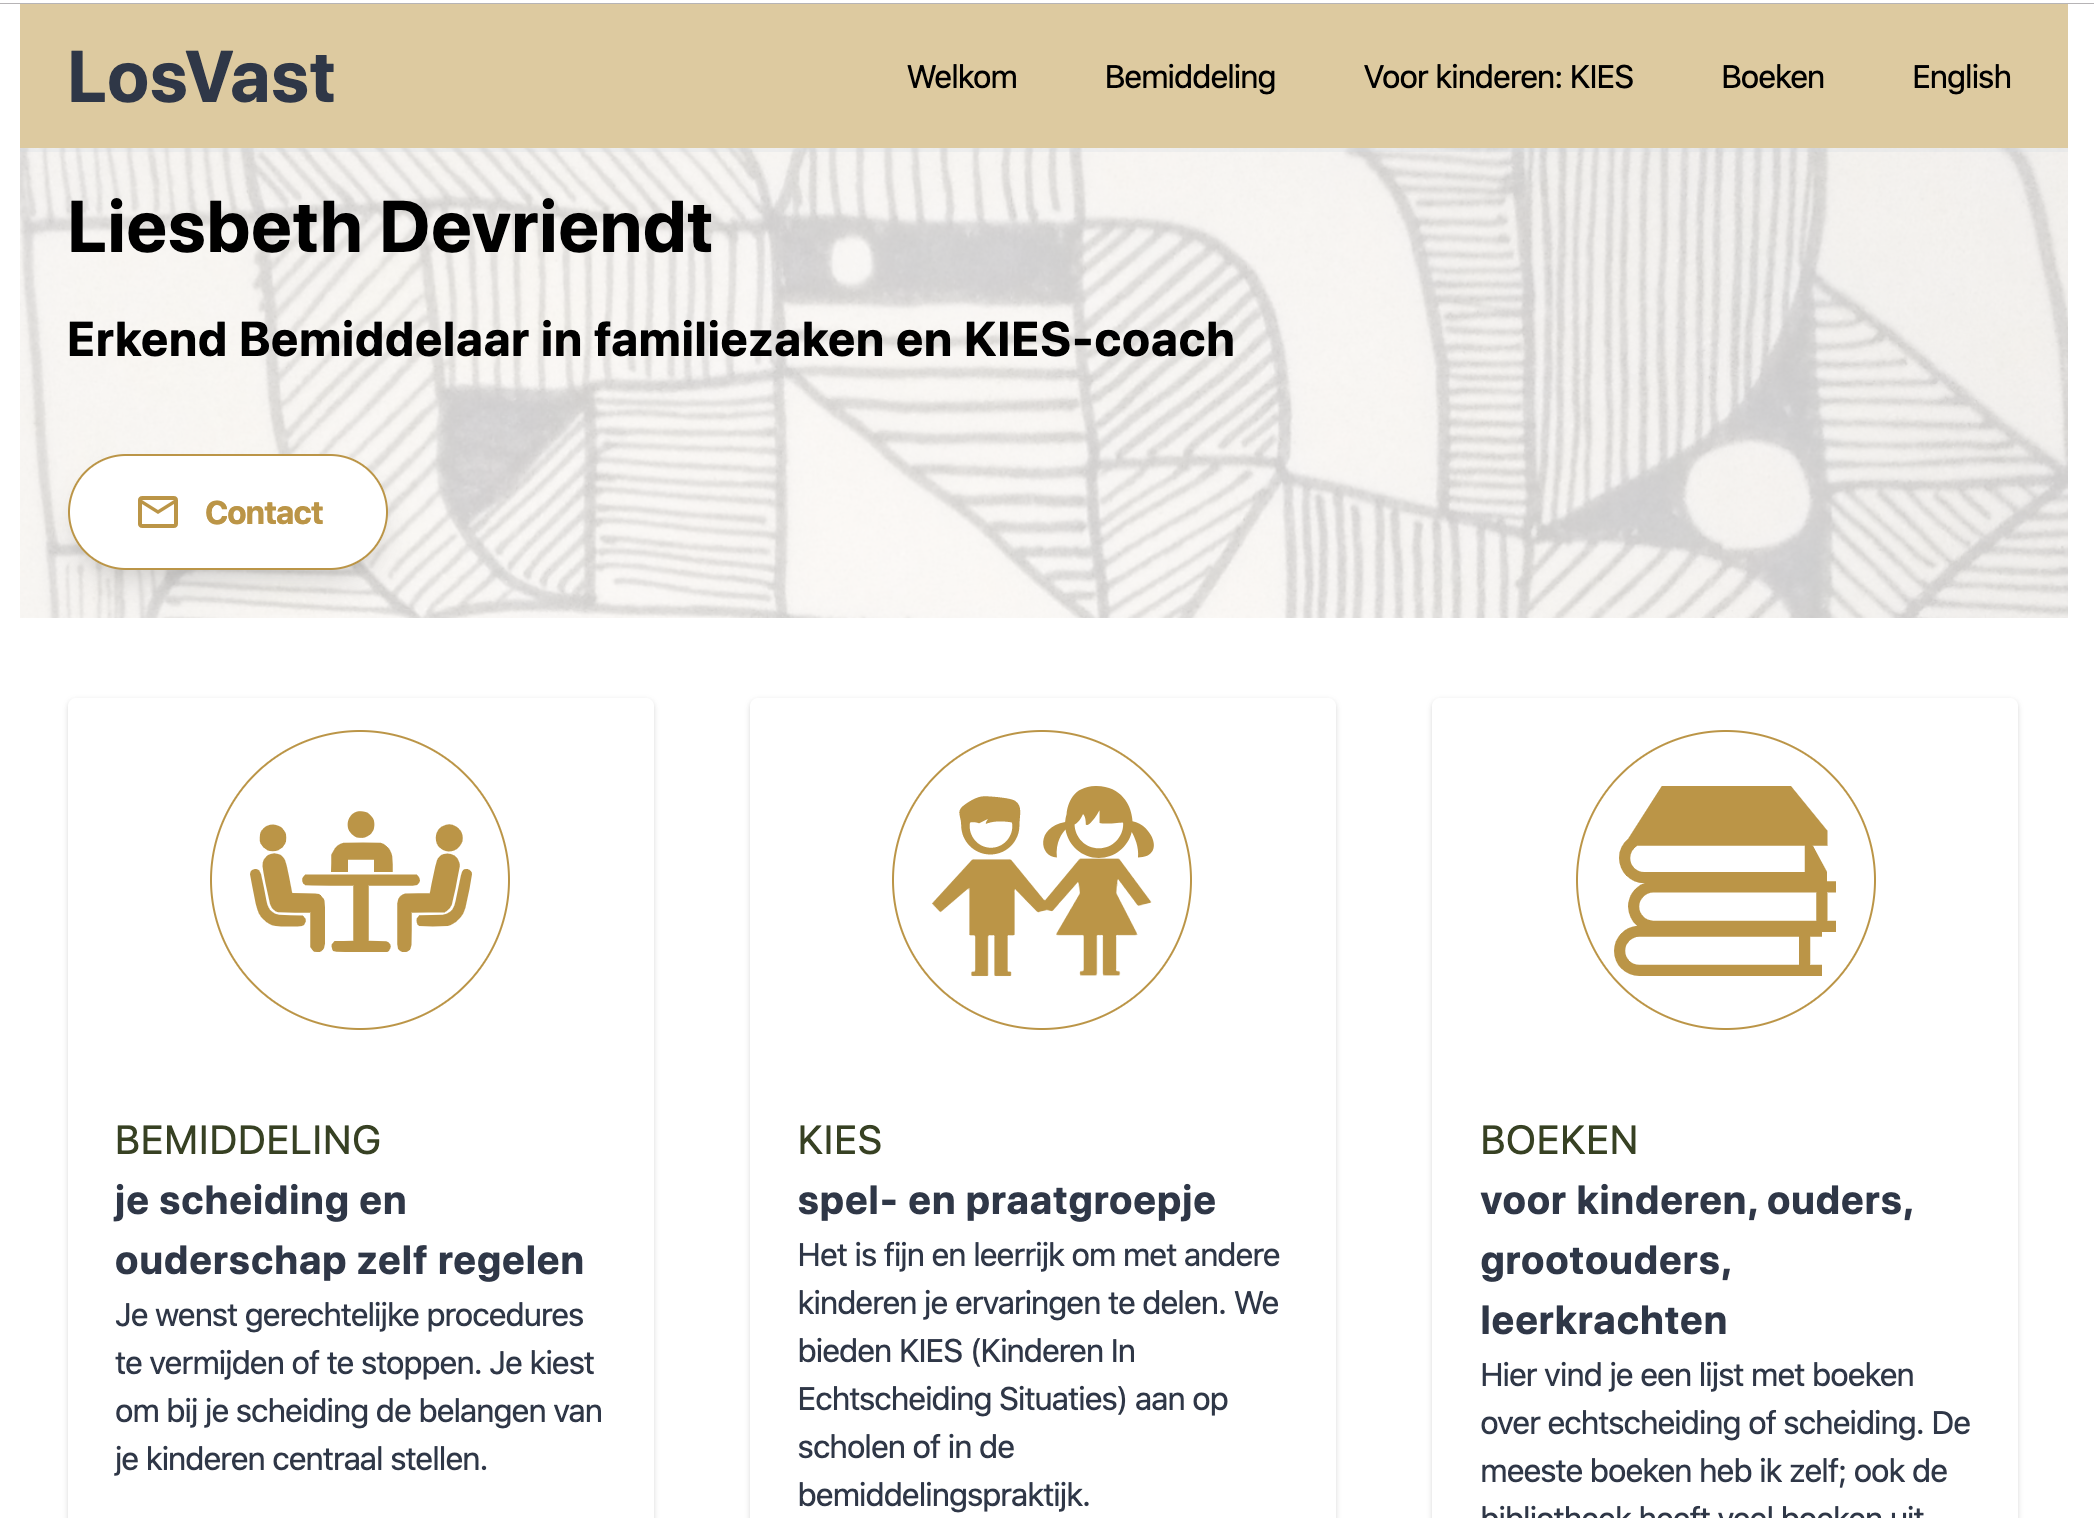 LosVast
Welkom
Bemiddeling
Voor kinderen: KIES
Boeken
English
Liesbeth Devriendt
Erkend Bemiddelaar in familiezaken en KIES-coach
Contact
BEMIDDELING
je scheiding en
ouderschap zelf regelen
Je wenst gerechtelijke procedures
te vermijden of te stoppen. Je kiest
om bij je scheiding de belangen van
je kinderen centraal stellen.
KIES
spel- en praatgroepje
Het is fijn en leerrijk om met andere
kinderen je ervaringen te delen. We
bieden KIES (Kinderen In
Echtscheiding Situaties) aan op
scholen of in de
bemiddelingspraktijk.
BOEKEN
voor kinderen, ouders,
grootouders,
leerkrachten
Hier vind je een lijst met boeken
over echtscheiding of scheiding. De
meeste boeken heb ik zelf; ook de
bibliotheek heeft veel boeken uit